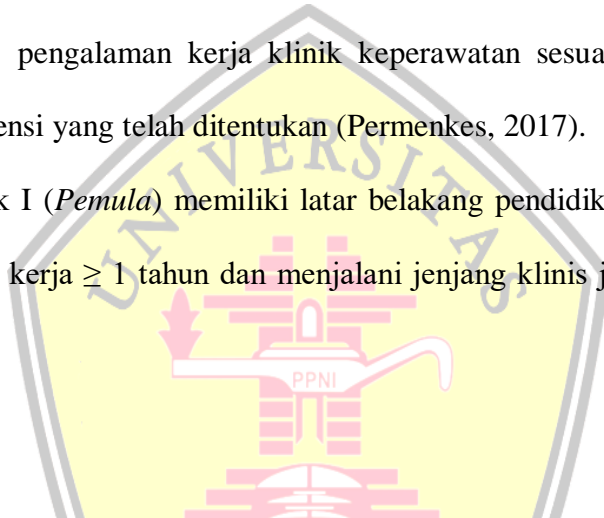 pengalaman kerja klinik keperawatan sesua
ensi yang telah ditentukan (Permenkes, 2017).
UNIVERSITAS
k I (Pemula) memiliki latar belakang pendidik
kerja ≥ 1 tahun dan menjalani jenjang klinis j
PPNI